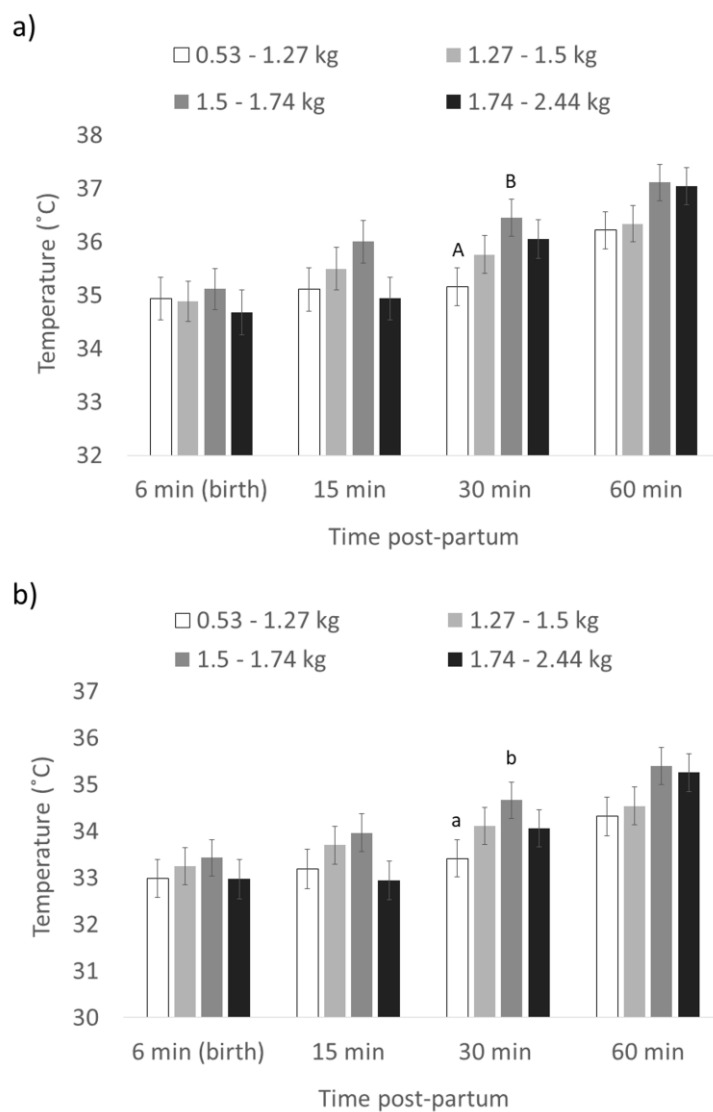 a)
0.53 - 1.27 kg
1.27 - 1.5 kg
1.5 - 1.74 kg
1.74 - 2.44 kg
38
37
36
35
34
33
32
Temperature (˚C)
A
B
6 min (birth)
15 min
30 min
60 min
Time post-partum
b)
0.53 - 1.27 kg
1.27 - 1.5 kg
1.5 - 1.74 kg
1.74 - 2.44 kg
37
36
35
34
33
32
31
30
Temperature (˚C)
a
b
6 min (birth)
15 min
30 min
60 min
Time post-partum